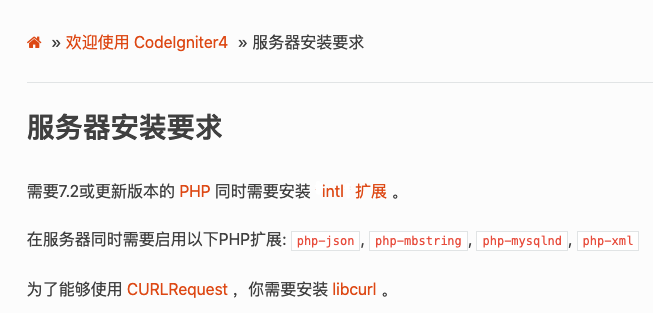 » 欢迎使用 CodeIgniter4 » 服务器安装要求
服务器安装要求
需要7.2或更新版本的 PHP 同时需要安装 intl 扩展 。
在服务器同时需要启用以下PHP扩展: php-json, php-mbstring, php-mysqlnd, php-xml
为了能够使用 CURLRequest ，你需要安装 libcurl 。